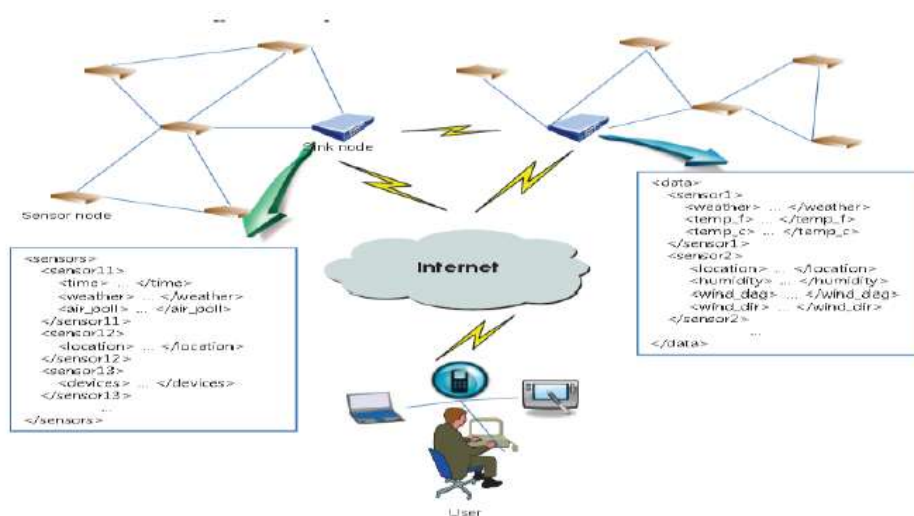 Sink node
Sensor node
<sensors>
<sensor11>
<time> ... </time>
<weather> ... </weather>
<air_poll> ... </air_poll>
</sensor11>
<sensor12>
<location> ... </location>
</sensor12>
<sensor13>
<devices> ... </devices>
</sensor13>
...
</sensors>
Internet
<data>
<sensor1>
<weather> ... </weather>
<temp_f> ... </temp_f>
<temp_c> ... </temp_c>
</sensor1>
<sensor2>
<location> ... </location>
<humidity> ... </humidity>
<wind_deg> .... </wind_deg>
<wind_dir> ... </wind_dir>
</sensor2>
...
</data>
User